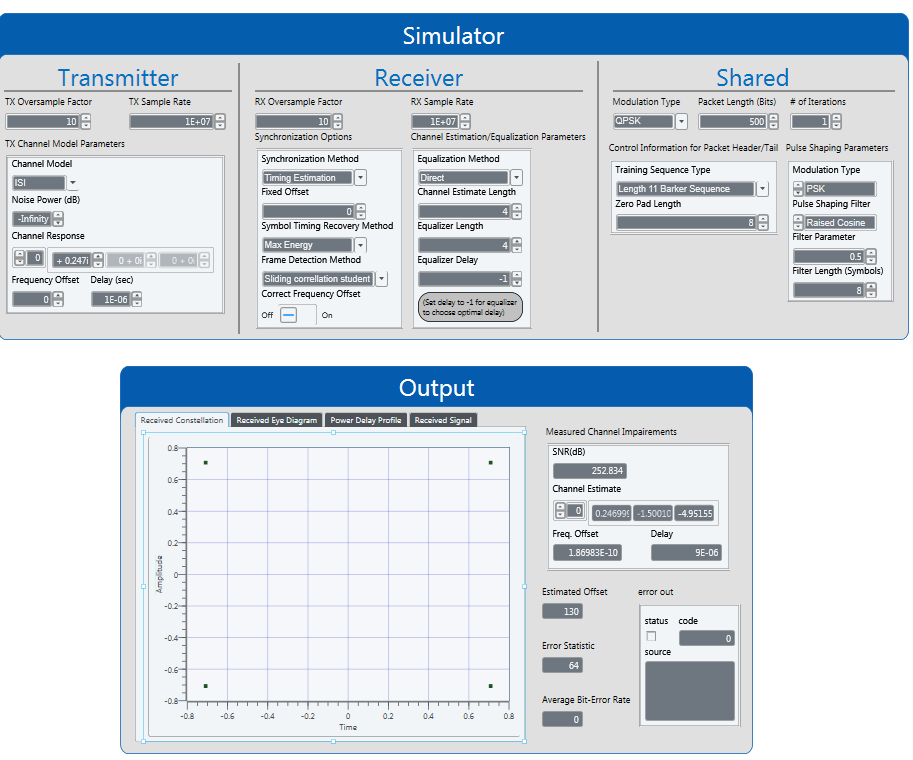 Simulator
Transmitter
TX Oversample Factor
TX Sample Rate
10
1E+07
TX Channel Model Parameters
Channel Model
ISI
Noise Power (dB)
-Infinity
Channel Response
0
+ 0.247i
0 + 0i
0 + 0i
Frequency Offset
Delay (sec)
0
1E-06
Receiver
RX Oversample Factor
RX Sample Rate
10
1E+07
Synchronization Options
Synchronization Method
Timing Estimation
Fixed Offset
0
Symbol Timing Recovery Method
Max Energy
Frame Detection Method
Sliding correllation student
Correct Frequency Offset
Off
On
Channel Estimation/Equalization Parameters
Equalization Method
Direct
Channel Estimate Length
4
Equalizer Length
4
Equalizer Delay
-1
(Set delay to -1 for equalizer
to choose optimal delay)
Shared
Modulation Type
Packet Length (Bits)
# of Iterations
QPSK
500
1
Control Information for Packet Header/Tail
Training Sequence Type
Length 11 Barker Sequence
Zero Pad Length
8
Pulse Shaping Parameters
Modulation Type
PSK
Pulse Shaping Filter
Raised Cosine
Filter Parameter
0.5
Filter Length (Symbols)
8
Output
Received Constellation
Received Eye Diagram
Power Delay Profile
Received Signal
Amplitude
0.8
0.6
0.4
0.2
0
-0.2
-0.4
-0.6
-0.8
-0.8
-0.6
-0.4
-0.2
0
0.2
0.4
0.6
0.8
Time
Measured Channel Impairements
SNR(dB)
252.834
Channel Estimate
0
0.246999
-1.50010
-4.95155
Freq. Offset
Delay
1.86983E-10
9E-06
Estimated Offset
130
Error Statistic
64
Average Bit-Error Rate
0
error out
status
code
0
source